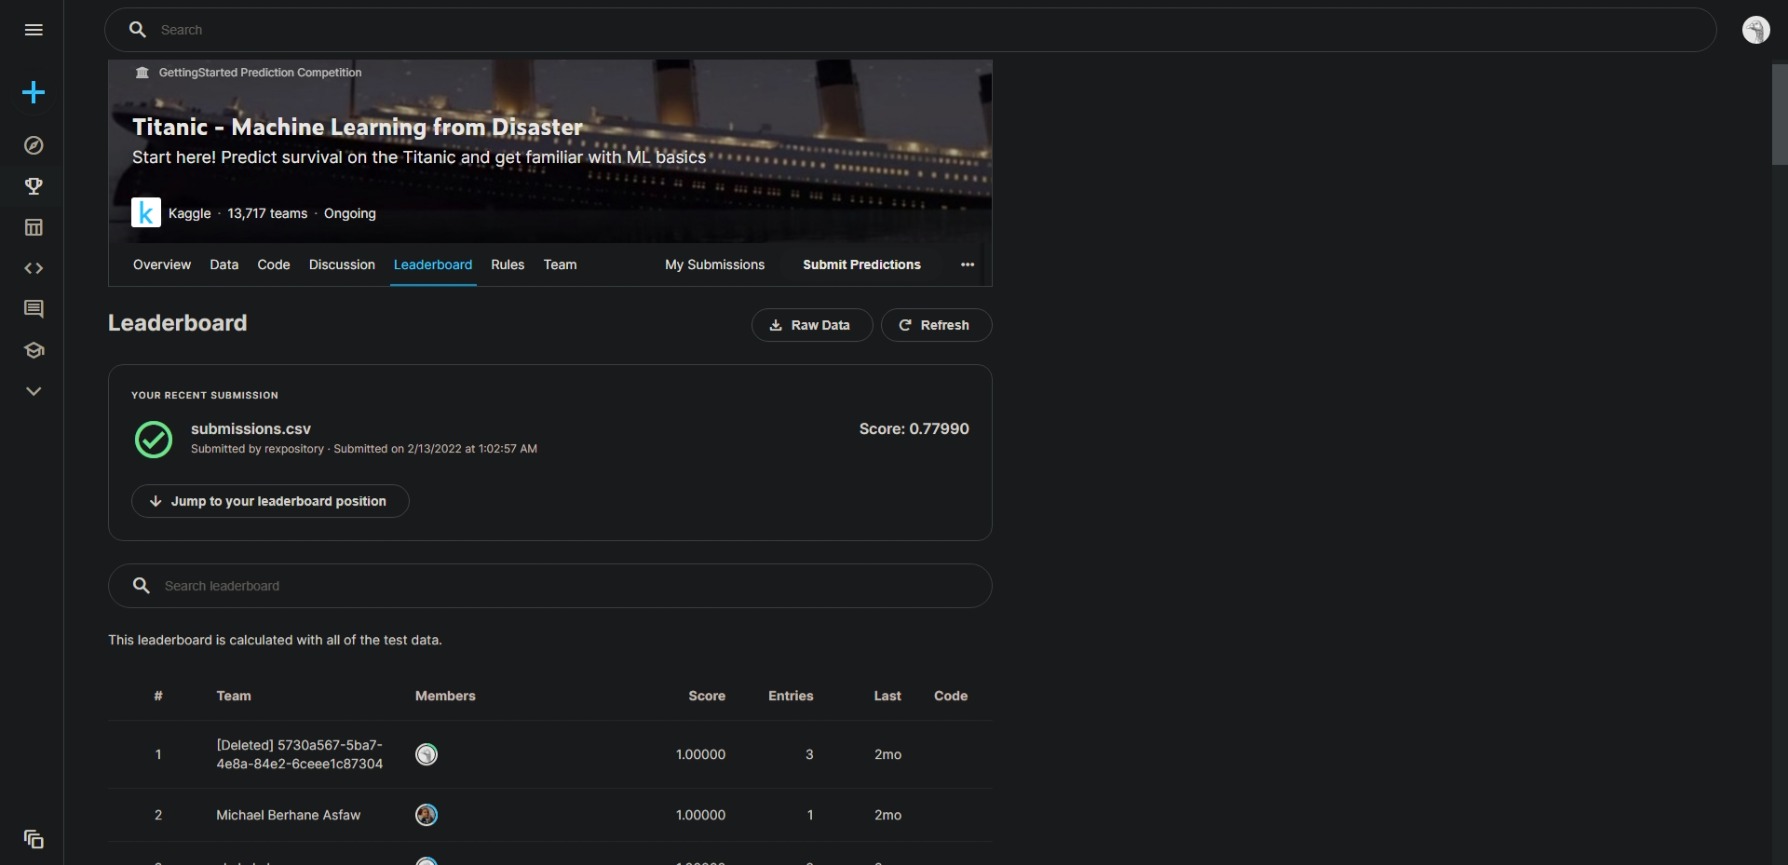 Search
GettingStarted Prediction Competition
Titanic - Machine Learning from Disaster
Start here! Predict survival on the Titanic and get familiar with ML basics
k Kaggle · 13,717 teams · Ongoing
Overview Data Code Discussion Leaderboard Rules Team My Submissions Submit Predictions
Leaderboard
Raw Data Refresh
YOUR RECENT SUBMISSION
submissions.csv Score: 0.77990
Submitted by rexpository · Submitted on 2/13/2022 at 1:02:57 AM
Jump to your leaderboard position
Search leaderboard
This leaderboard is calculated with all of the test data.
# Team Members Score Entries Last Code
1 [Deleted] 5730a567-5ba7-
4e8a-84e2-6ceee1c87304 1.00000 3 2mo
2 Michael Berhane Asfaw 1.00000 1 2mo